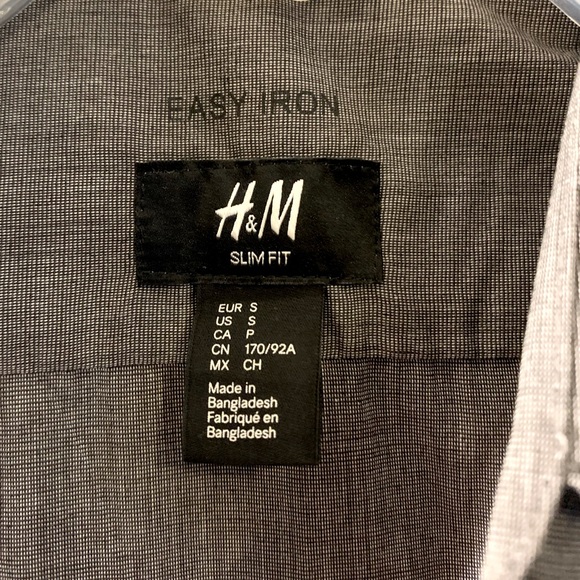 EASY IRON
H&M
SLIM FIT
EUR S
US S
CA P
CN 170/92A
MX CH
Made in
Bangladesh
Fabriqué en
Bangladesh